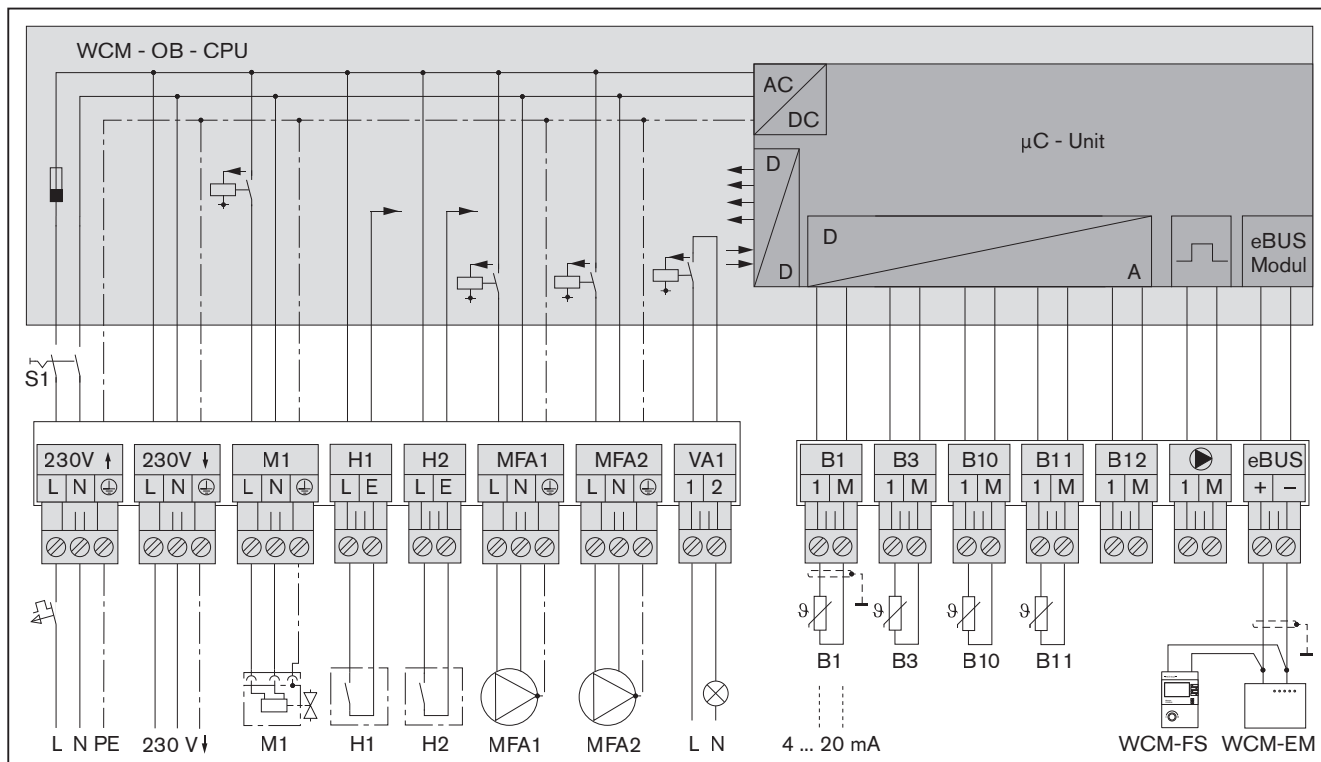 WCM - OB - CPU
AC
DC
µC - Unit
D
D
D
A
eBUS
Modul
S1
230V
230V
M1
H1
H2
MFA1
MFA2
VA1
B1
B3
B10
B11
B12
eBUS
L N
L N
L N
L E
L E
L N
L N
1 2
1 M
1 M
1 M
1 M
1 M
1 M
+ −
ϑ
ϑ
ϑ
ϑ
B1
B3
B10
B11
L N PE
230 V
M1
H1
H2
MFA1
MFA2
L N
4 ... 20 mA
WCM-FS
WCM-EM